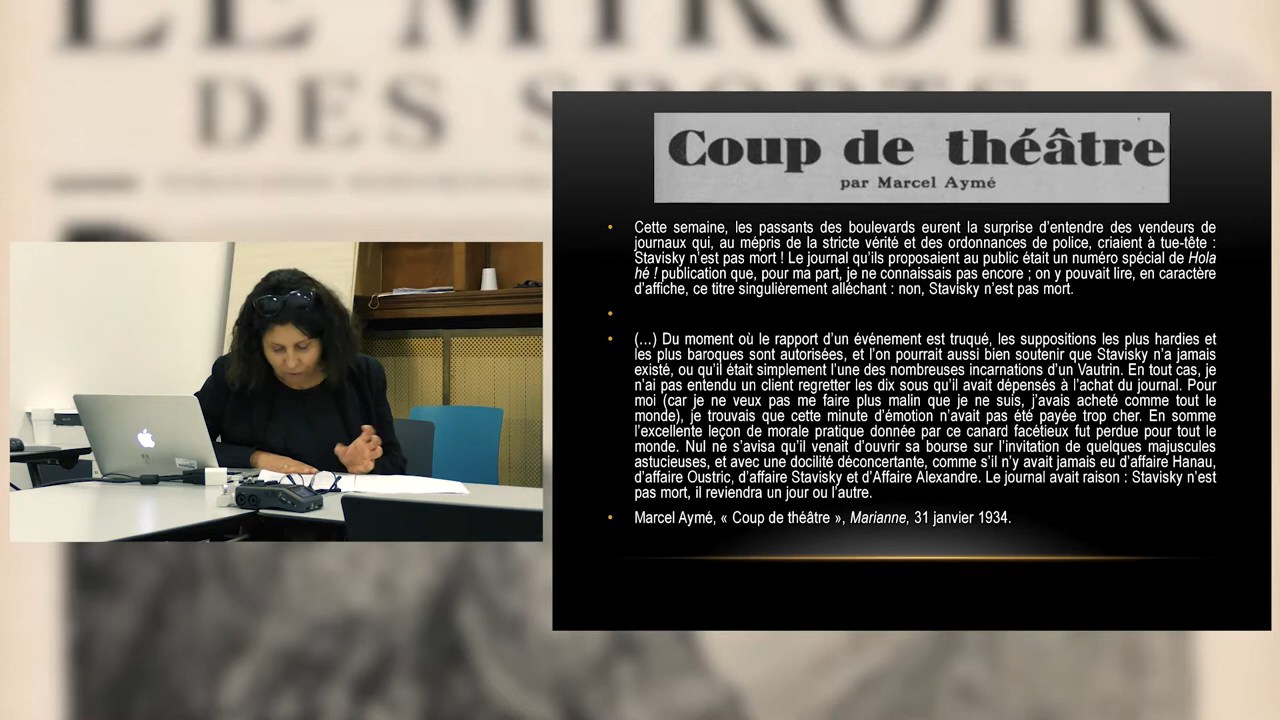 LE MIROIR
DES S
Coup de théâtre
par Marcel Aymé
• Cette semaine, les passants des boulevards eurent la surprise d'entendre des vendeurs de
journaux qui, au mépris de la stricte vérité et des ordonnances de police, criaient à tue-tête :
Stavisky n'est pas mort ! Le journal qu'ils proposaient au public était un numéro spécial de Hola
hé ! publication que, pour ma part, je ne connaissais pas encore ; on y pouvait lire, en caractère
d'affiche, ce titre singulièrement alléchant : non, Stavisky n'est pas mort.
•
• (...) Du moment où le rapport d'un événement est truqué, les suppositions les plus hardies et
les plus baroques sont autorisées, et l'on pourrait aussi bien soutenir que Stavisky n'a jamais
existé, ou qu'il était simplement l'une des nombreuses incarnations d'un Vautrin. En tout cas, je
n'ai pas entendu un client regretter les dix sous qu'il avait dépensés à l'achat du journal. Pour
moi (car je ne veux pas me faire plus malin que je ne suis, j'avais acheté comme tout le
monde), je trouvais que cette minute d'émotion n'avait pas été payée trop cher. En somme
l'excellente leçon de morale pratique donnée par ce canard facétieux fut perdue pour tout le
monde. Nul ne s'avisa qu'il venait d'ouvrir sa bourse sur l'invitation de quelques majuscules
astucieuses, et avec une docilité déconcertante, comme s'il n'y avait jamais eu d'affaire Hanau,
d'affaire Oustric, d'affaire Stavisky et d'Affaire Alexandre. Le journal avait raison : Stavisky n'est
pas mort, il reviendra un jour ou l'autre.
• Marcel Aymé, « Coup de théâtre », Marianne, 31 janvier 1934.